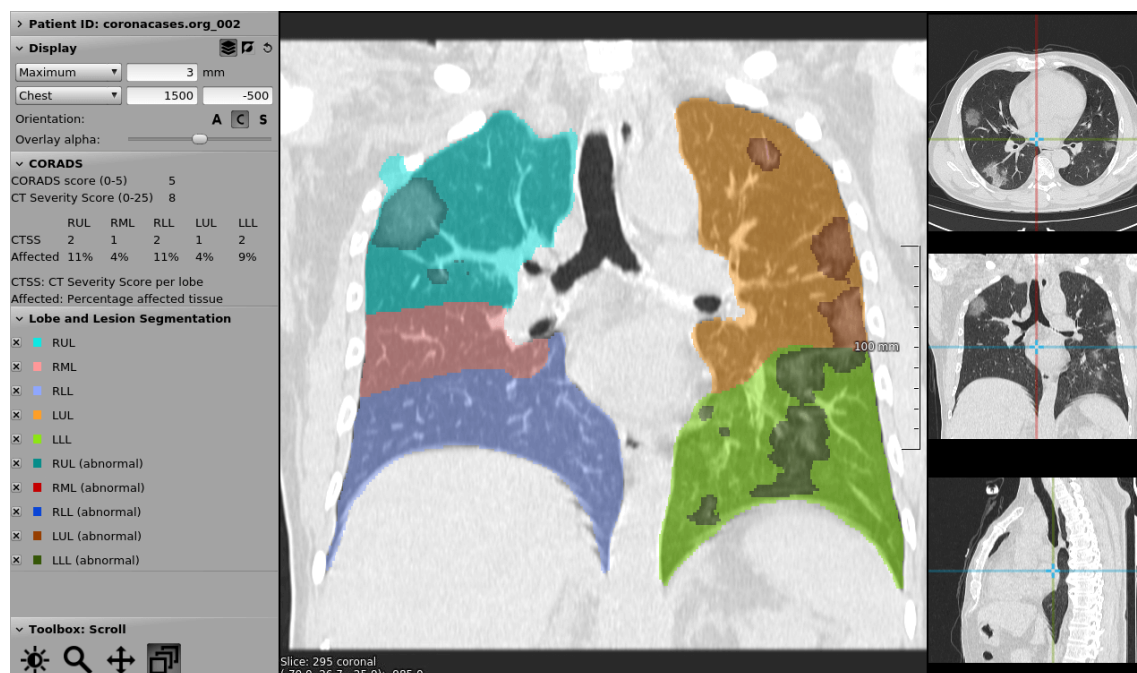 Patient ID: coronacases.org_002
Display
Maximum 3 mm
Chest 1500 -500
Orientation: A C S
Overlay alpha:
CORADS
CORADS score (0-5) 5
CT Severity Score (0-25) 8
RUL RML RLL LUL LLL
CTSS 2 1 2 1 2
Affected 11% 4% 11% 4% 9%
CTSS: CT Severity Score per lobe
Affected: Percentage affected tissue
Lobe and Lesion Segmentation
RUL
RML
RLL
LUL
LLL
RUL (abnormal)
RML (abnormal)
RLL (abnormal)
LUL (abnormal)
LLL (abnormal)
Toolbox: Scroll
100 mm
Slice: 295 coronal